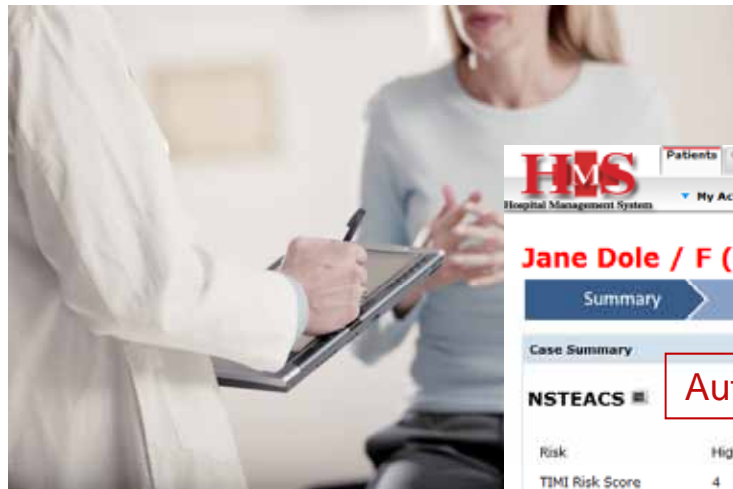 Patients
HMS
Hospital Management System
My Ac
Jane Dole / F (
Summary
Case Summary
NSTEACS
Aut
Risk Hig
TIMI Risk Score 4